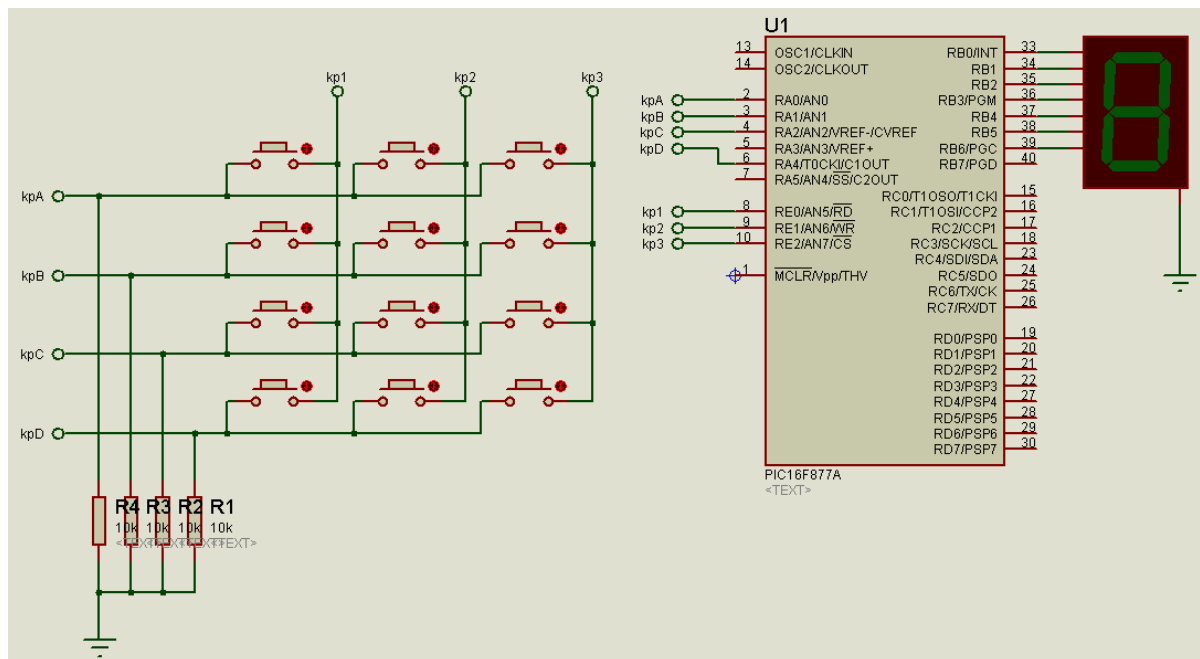 kp1 kp2 kp3
kpA
kpB
kpC
kpD
R4 R3 R2 R1
10k 10k 10k 10k
<TEXT>
U1
13 OSC1/CLKIN
14 OSC2/CLKOUT
kpA 2 RA0/AN0
kpB 3 RA1/AN1
kpC 4 RA2/AN2/VREF-/CVREF
kpD 5 RA3/AN3/VREF+
6 RA4/T0CKI/C1OUT
7 RA5/AN4/SS/C2OUT
kp1 8 RE0/AN5/RD
kp2 9 RE1/AN6/WR
kp3 10 RE2/AN7/CS
1 MCLR/Vpp/THV
RB0/INT 33
RB1 34
RB2 35
RB3/PGM 36
RB4 37
RB5 38
RB6/PGC 39
RB7/PGD 40
RC0/T1OSO/T1CKI 15
RC1/T1OSI/CCP2 16
RC2/CCP1 17
RC3/SCK/SCL 18
RC4/SDI/SDA 23
RC5/SDO 24
RC6/TX/CK 25
RC7/RX/DT 26
RD0/PSP0 19
RD1/PSP1 20
RD2/PSP2 21
RD3/PSP3 22
RD4/PSP4 27
RD5/PSP5 28
RD6/PSP6 29
RD7/PSP7 30
PIC16F877A
<TEXT>